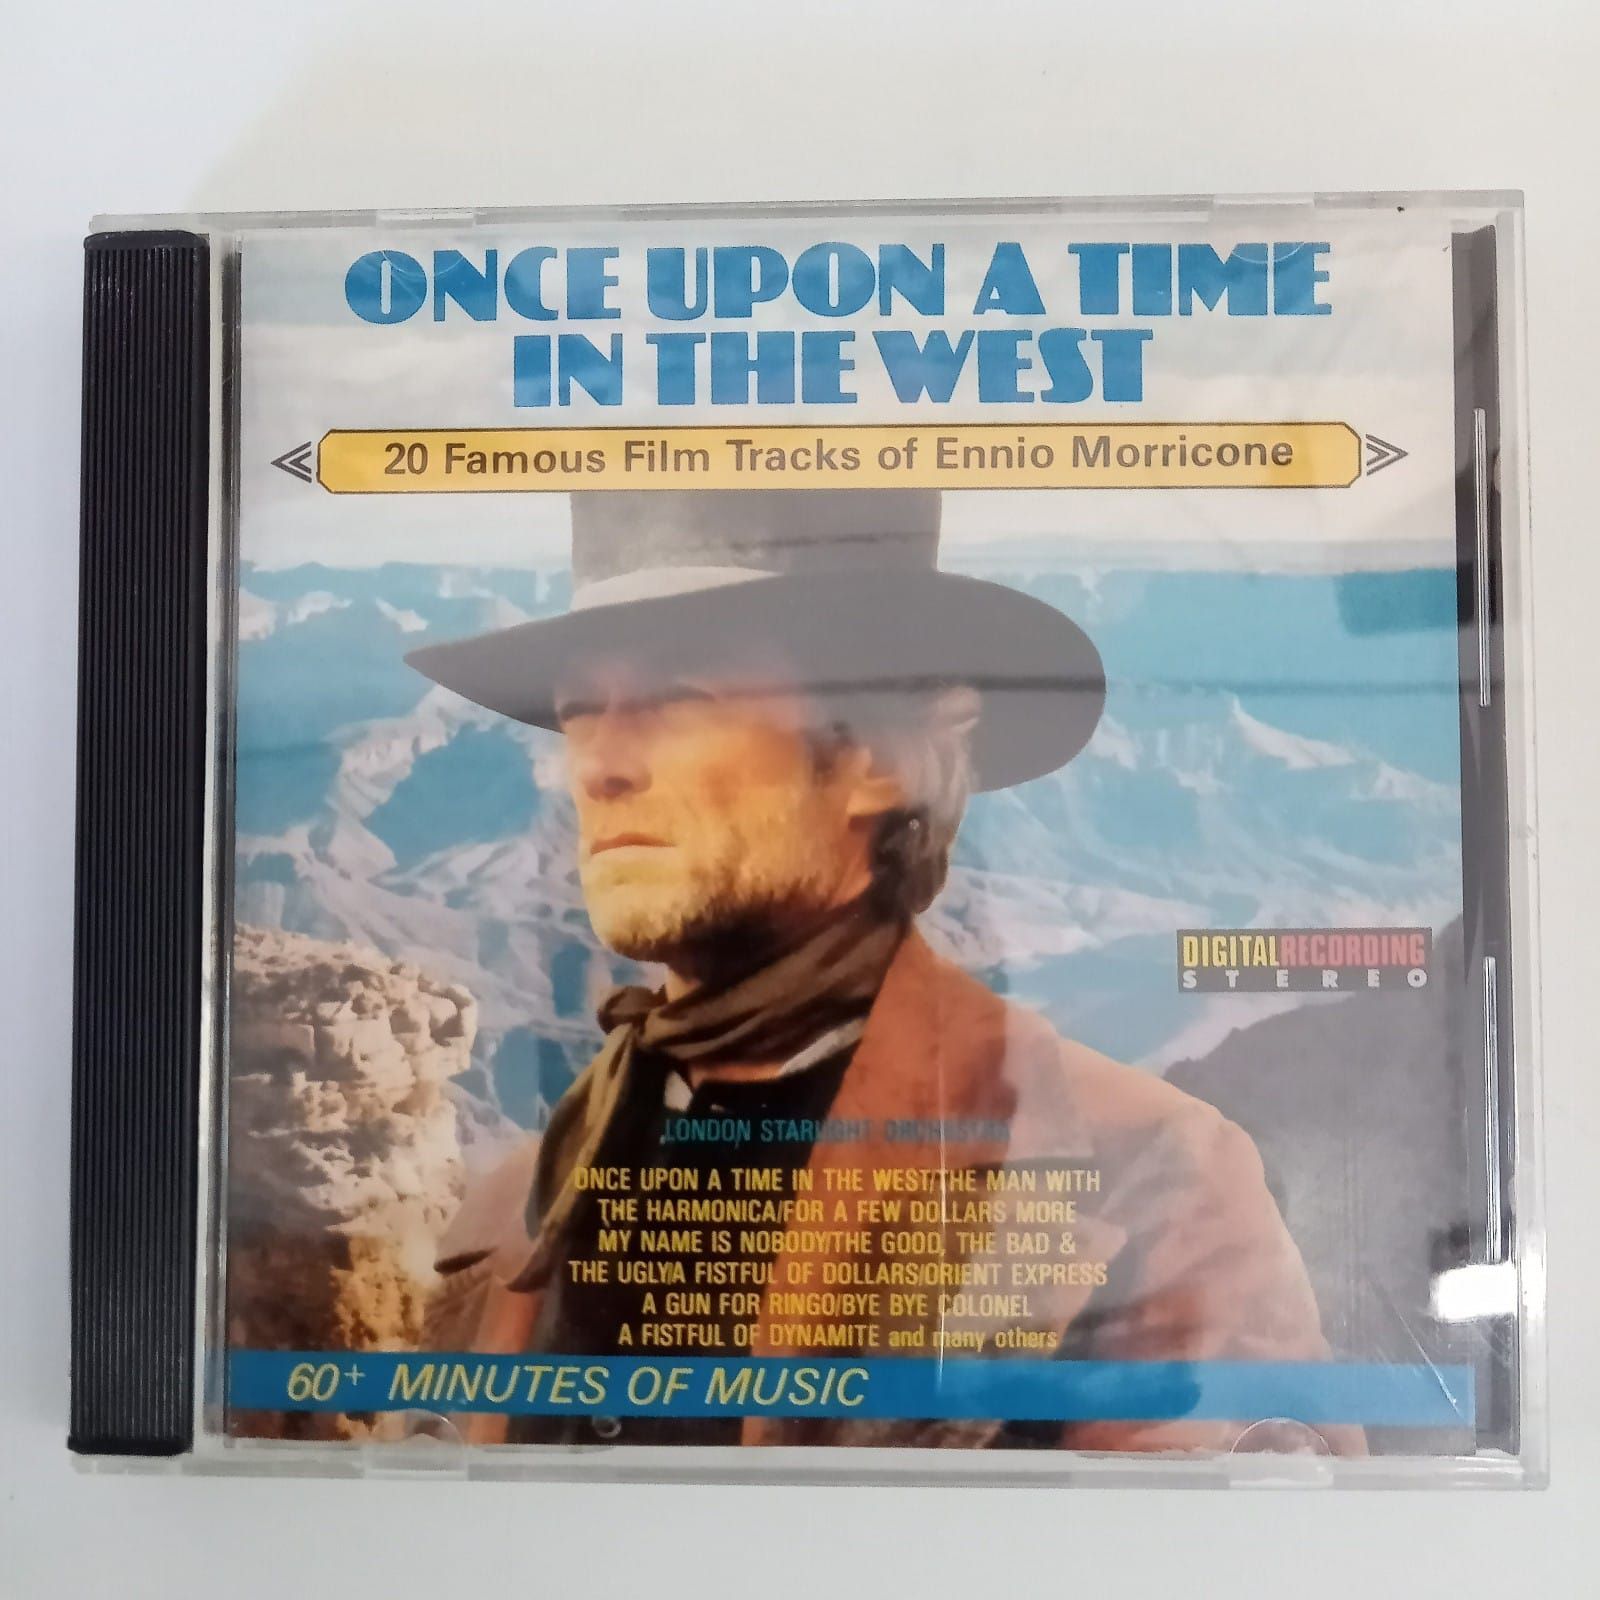 ONCE UPON A TIME
IN THE WEST
20 Famous Film Tracks of Ennio Morricone
DIGITAL RECORDING
STEREO
LONDON STARLIGHT ORCHESTRA
ONCE UPON A TIME IN THE WEST/THE MAN WITH
THE HARMONICA/FOR A FEW DOLLARS MORE
MY NAME IS NOBODY/THE GOOD, THE BAD &
THE UGLY/A FISTFUL OF DOLLARS/ORIENT EXPRESS
A GUN FOR RINGO/BYE BYE COLONEL
A FISTFUL OF DYNAMITE and many others
60+ MINUTES OF MUSIC